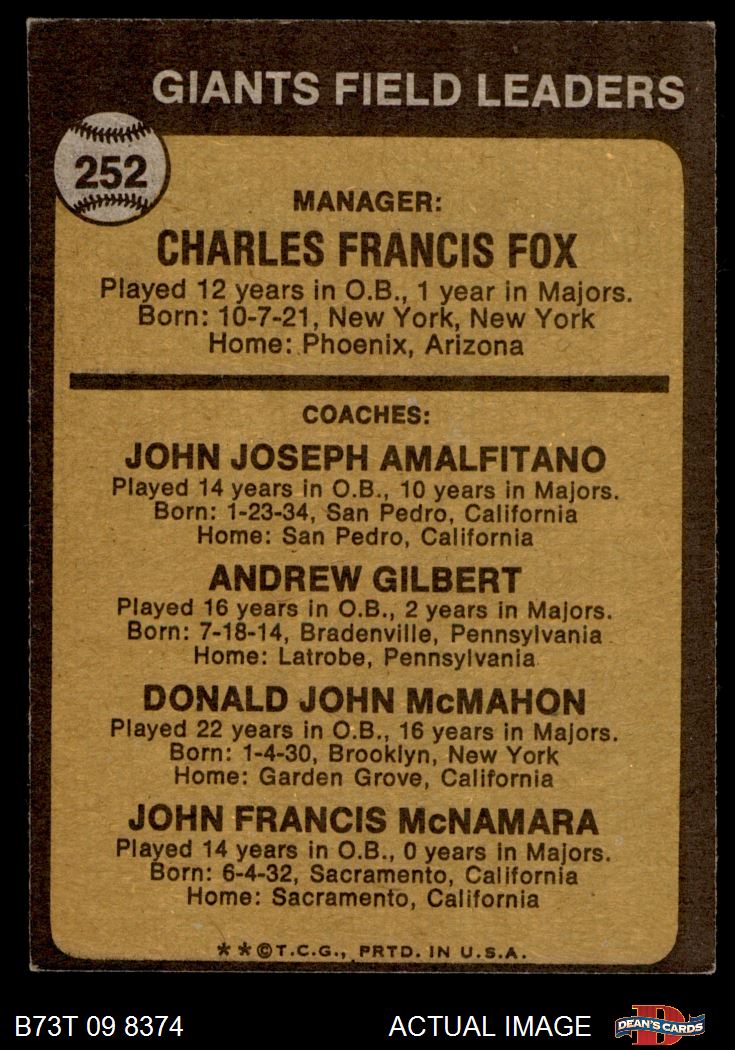 GIANTS FIELD LEADERS
252
MANAGER:
CHARLES FRANCIS FOX
Played 12 years in O.B., 1 year in Majors.
Born: 10-7-21, New York, New York
Home: Phoenix, Arizona
COACHES:
JOHN JOSEPH AMALFITANO
Played 14 years in O.B., 10 years in Majors.
Born: 1-23-34, San Pedro, California
Home: San Pedro, California
ANDREW GILBERT
Played 16 years in O.B., 2 years in Majors.
Born: 7-18-14, Bradenville, Pennsylvania
Home: Latrobe, Pennsylvania
DONALD JOHN McMAHON
Played 22 years in O.B., 16 years in Majors.
Born: 1-4-30, Brooklyn, New York
Home: Garden Grove, California
JOHN FRANCIS McNAMARA
Played 14 years in O.B., 0 years in Majors.
Born: 6-4-32, Sacramento, California
Home: Sacramento, California
* * © T.C.G., PRTD. IN U.S.A.
B73T 09 8374 ACTUAL IMAGE
D DEAN'S CARDS